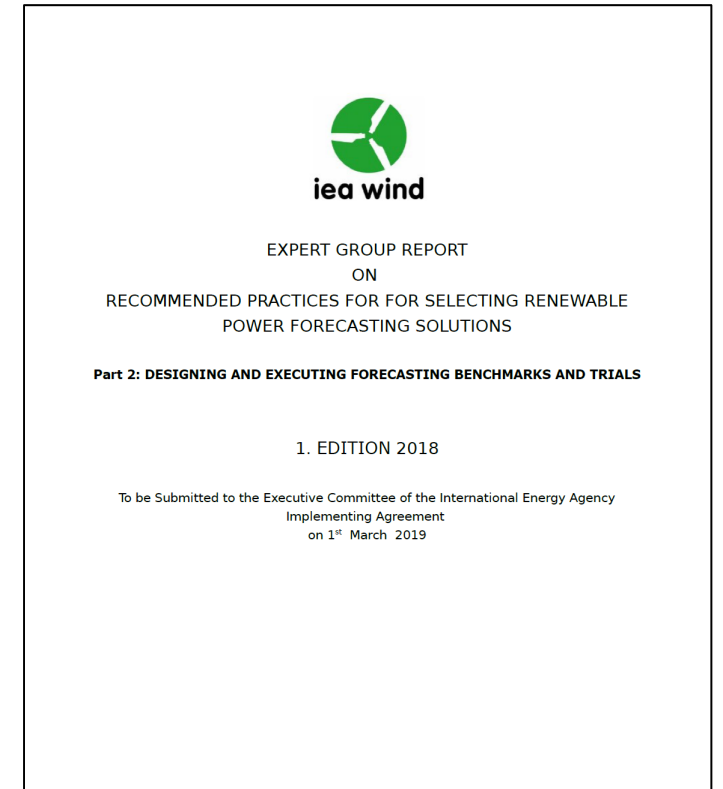 iea wind
EXPERT GROUP REPORT
ON
RECOMMENDED PRACTICES FOR FOR SELECTING RENEWABLE
POWER FORECASTING SOLUTIONS
Part 2: DESIGNING AND EXECUTING FORECASTING BENCHMARKS AND TRIALS
1. EDITION 2018
To be Submitted to the Executive Committee of the International Energy Agency
Implementing Agreement
on 1st March 2019